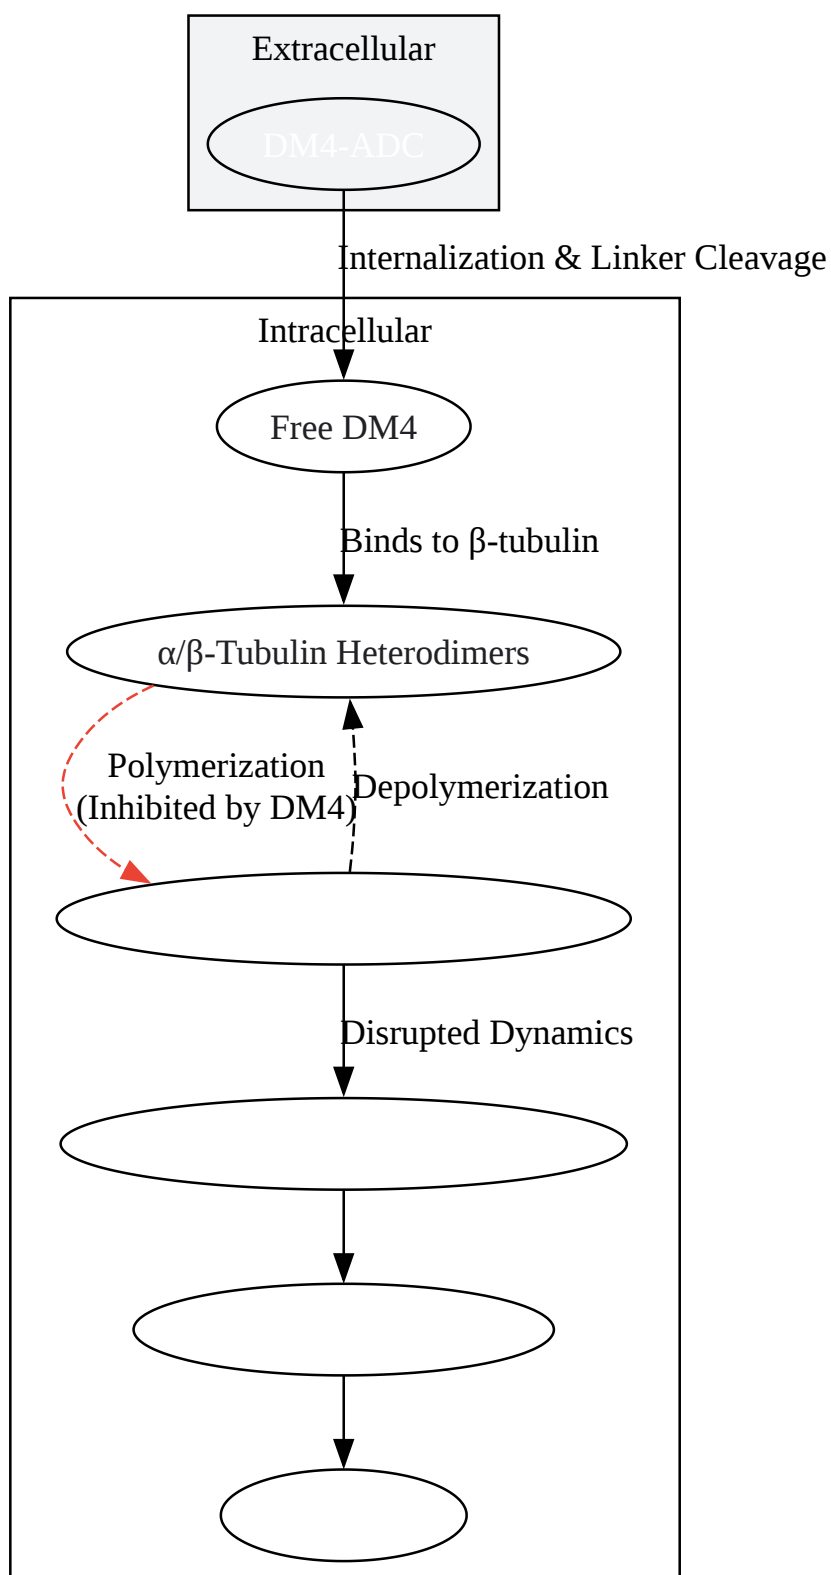 Extracellular
DM4-ADC
Internalization & Linker Cleavage
Intracellular
Free DM4
Binds to β-tubulin
α/β-Tubulin Heterodimers
Polymerization
(Inhibited by DM4)
Depolymerization
Disrupted Dynamics